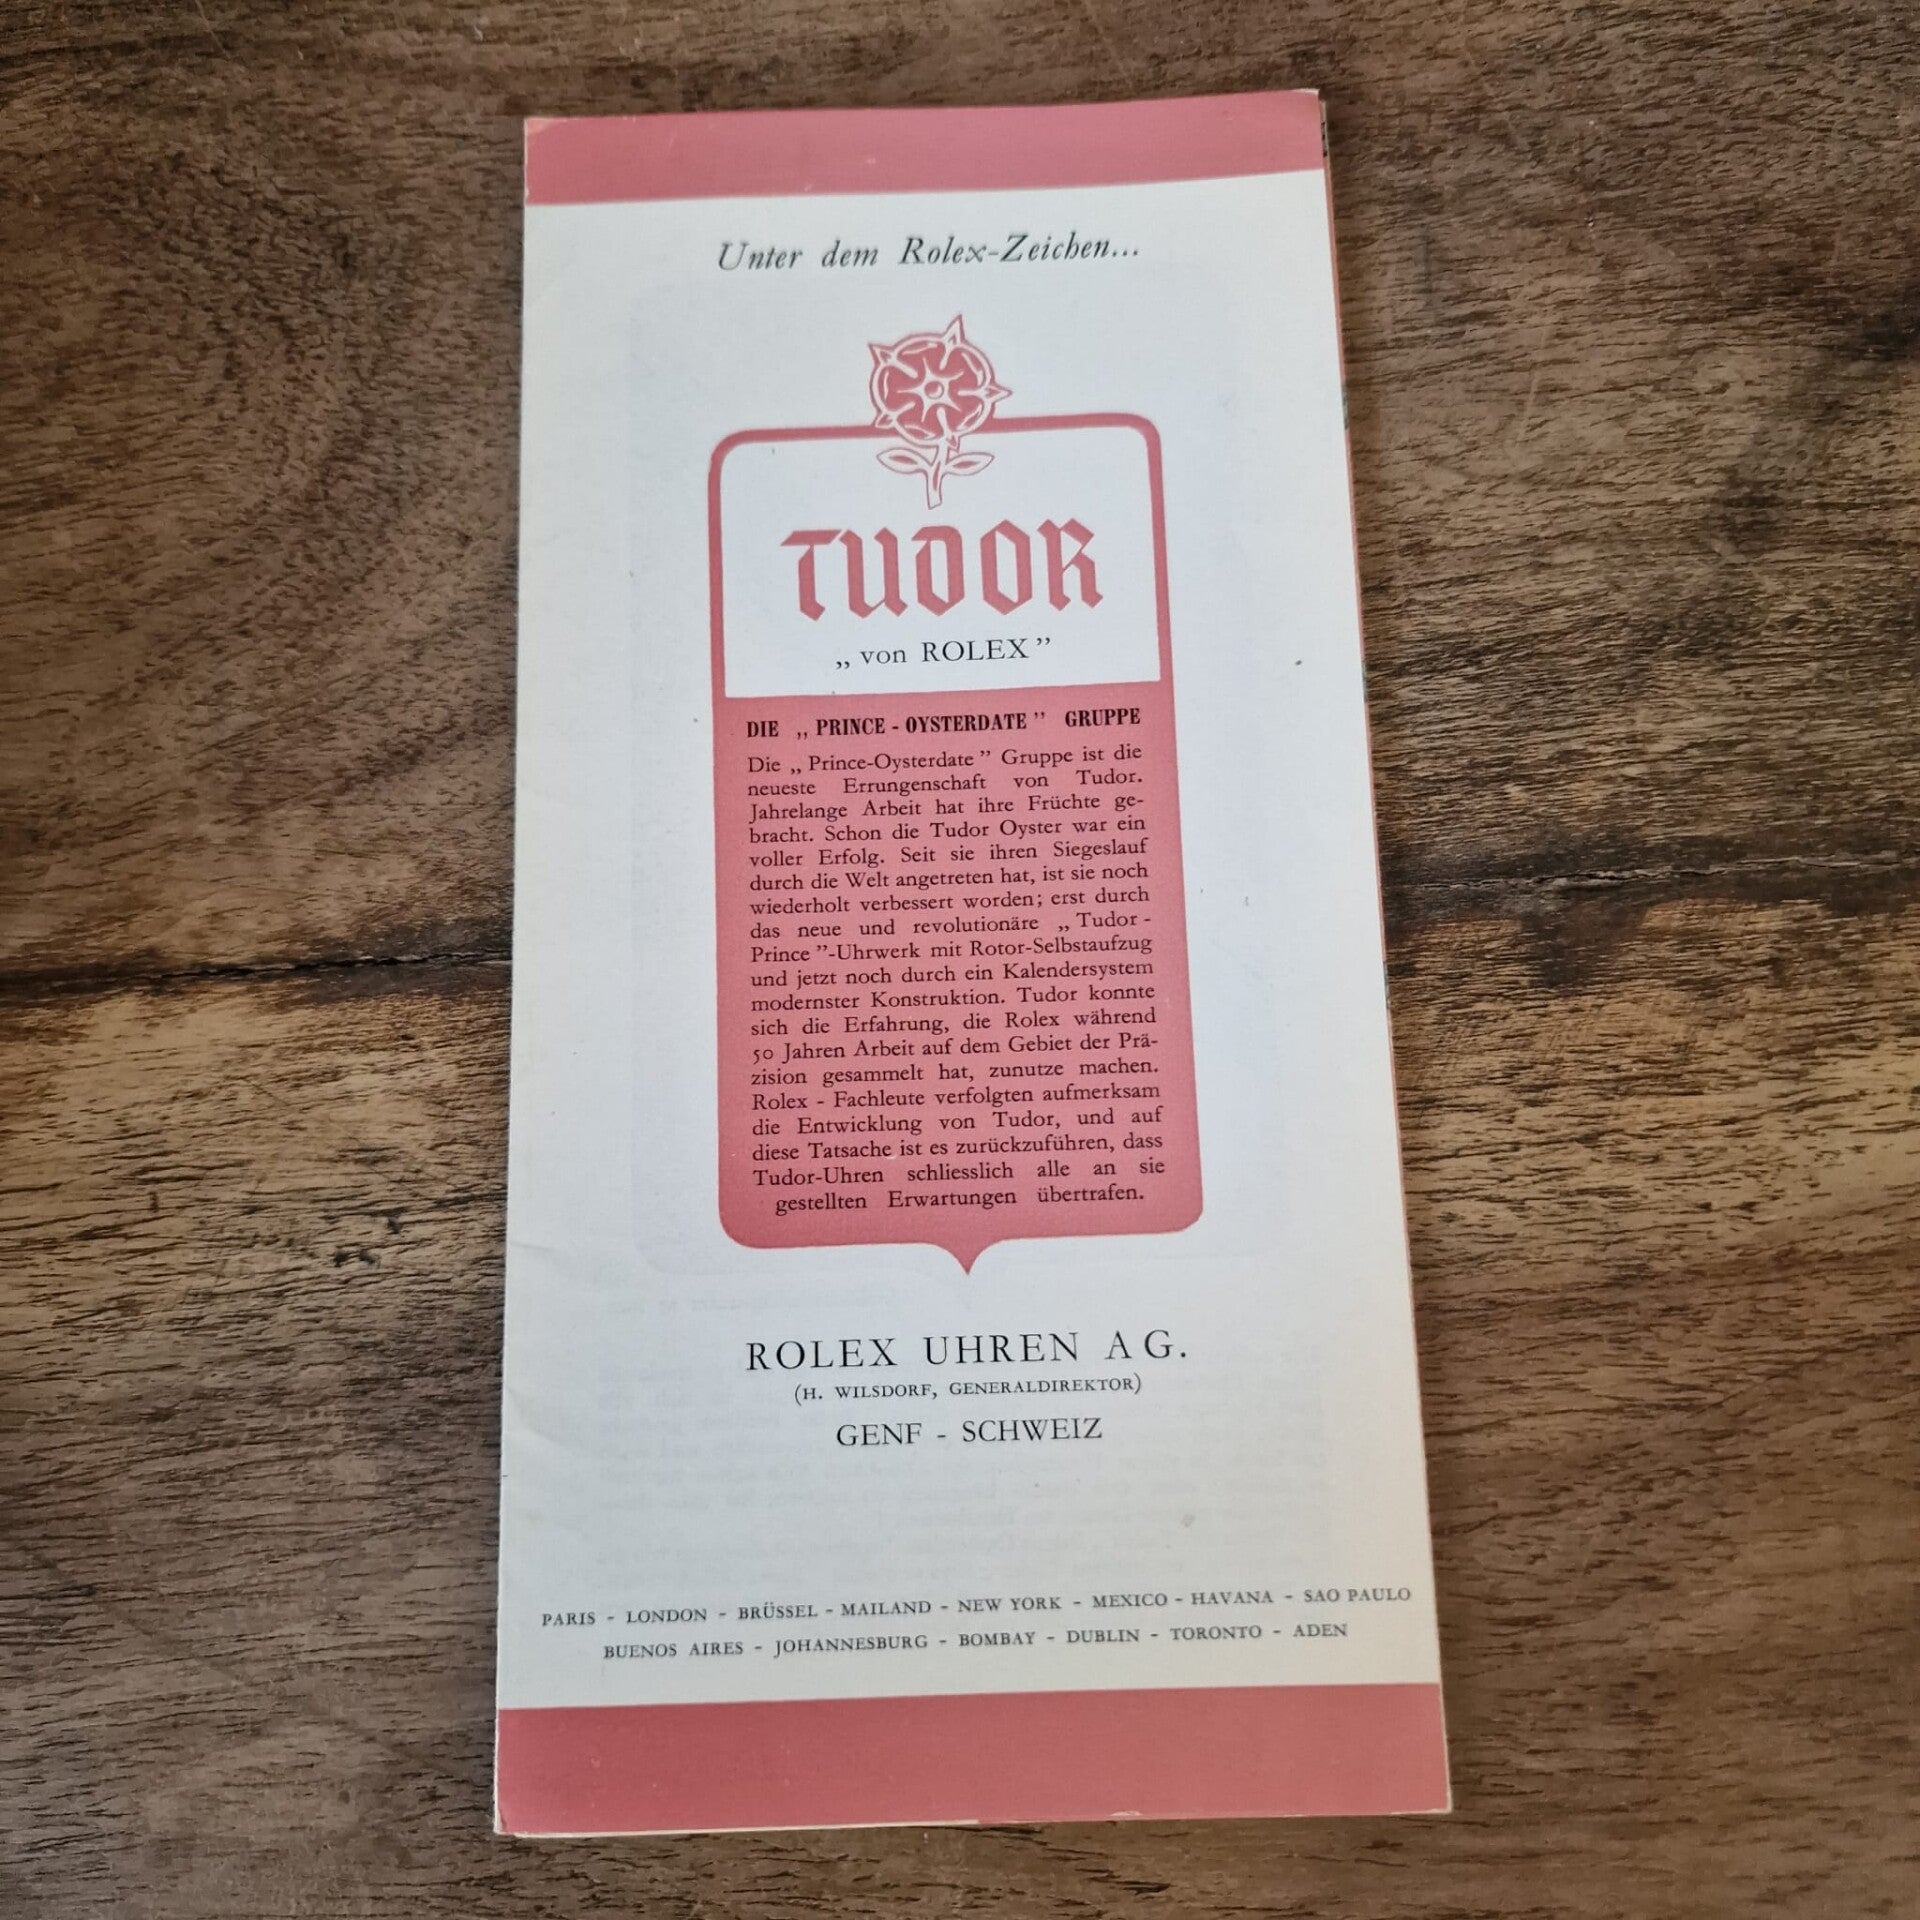 Unter dem Rolex-Zeichen...
TUDOR
„ von ROLEX ”
DIE „ PRINCE - OYSTERDATE ” GRUPPE
Die „ Prince-Oysterdate ” Gruppe ist die
neueste Errungenschaft von Tudor.
Jahrelange Arbeit hat ihre Früchte ge-
bracht. Schon die Tudor Oyster war ein
voller Erfolg. Seit sie ihren Siegeslauf
durch die Welt angetreten hat, ist sie noch
wiederholt verbessert worden; erst durch
das neue und revolutionäre „ Tudor -
Prince ”-Uhrwerk mit Rotor-Selbstaufzug
und jetzt noch durch ein Kalendersystem
modernster Konstruktion. Tudor konnte
sich die Erfahrung, die Rolex während
50 Jahren Arbeit auf dem Gebiet der Prä-
zision gesammelt hat, zunutze machen.
Rolex - Fachleute verfolgten aufmerksam
die Entwicklung von Tudor, und auf
diese Tatsache ist es zurückzuführen, dass
Tudor-Uhren schliesslich alle an sie
gestellten Erwartungen übertrafen.
ROLEX UHREN AG.
(H. WILSDORF, GENERALDIREKTOR)
GENF - SCHWEIZ
PARIS - LONDON - BRÜSSEL - MAILAND - NEW YORK - MEXICO - HAVANA - SAO PAULO
BUENOS AIRES - JOHANNESBURG - BOMBAY - DUBLIN - TORONTO - ADEN